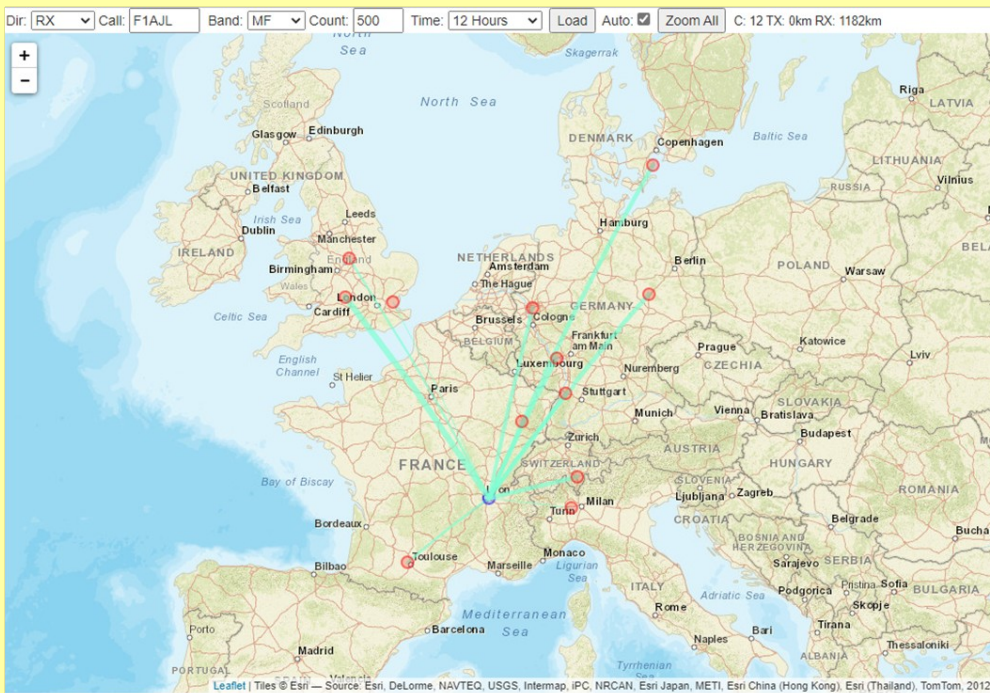 Dir: RX Call: F1AJL Band: MF Count: 500 Time: 12 Hours Load Auto: Zoom All C: 12 TX: 0km RX: 1182km
+
−
North
Sea
Skagerrak
Riga
LATVIA
North Sea
Scotland
Glasgow
Edinburgh
DENMARK
Copenhagen
Baltic Sea
LITHUANIA
UNITED KINGDOM
Belfast
RUSSIA
Vilnius
Irish Sea
Leeds
Dublin
Manchester
Hamburg
IRELAND
England
Birmingham
NETHERLANDS
Amsterdam
Berlin
POLAND
Warsaw
Wales
The Hague
London
Cardiff
GERMANY
Celtic Sea
Brussels
Cologne
BELGIUM
Frankfurt
am Main
Prague
Katowice
Lviv
English
Channel
Luxembourg
Nuremberg
CZECHIA
St Helier
Paris
Stuttgart
SLOVAKIA
Munich
Vienna
Bratislava
Zurich
Budapest
FRANCE
SWITZERLAND
AUSTRIA
HUNGARY
Bay of Biscay
SLOVENIA
Ljubljana
Zagreb
ROMANIA
Milan
Turin
CROATIA
Belgrade
Bordeaux
BOSNIA AND
HERZEGOVINA
Toulouse
Monaco
Sarajevo
SERBIA
Bilbao
Marseille
Ligurian
Sea
ITALY
Podgorica
Pristina
Sofia
BULGARIA
Adriatic Sea
Skopje
Mediterranean
Sea
Rome
Porto
Barcelona
Bari
Tirana
Naples
Thessaloniki
Madrid
ALBANIA
PORTUGAL
Tyrrhenian
Sea
Leaflet | Tiles © Esri — Source: Esri, DeLorme, NAVTEQ, USGS, Intermap, iPC, NRCAN, Esri Japan, METI, Esri China (Hong Kong), Esri (Thailand), TomTom, 2012